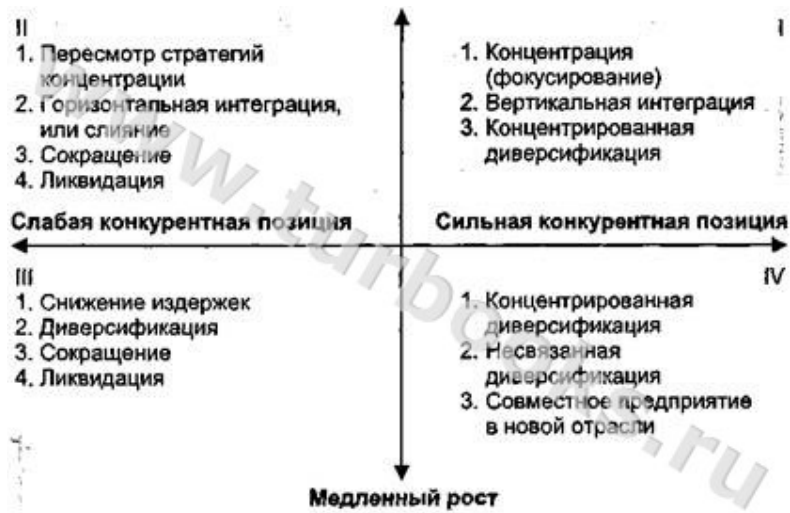 II
1. Пересмотр стратегий
концентрации
2. Горизонтальная интеграция,
или слияние
3. Сокращение
4. Ликвидация
I
1. Концентрация
(фокусирование)
2. Вертикальная интеграция
3. Концентрированная
диверсификация
Слабая конкурентная позиция
Сильная конкурентная позиция
III
1. Снижение издержек
2. Диверсификация
3. Сокращение
4. Ликвидация
IV
1. Концентрированная
диверсификация
2. Несвязанная
диверсификация
3. Совместное предприятие
в новой отрасли
Медленный рост
www.turbooks.ru